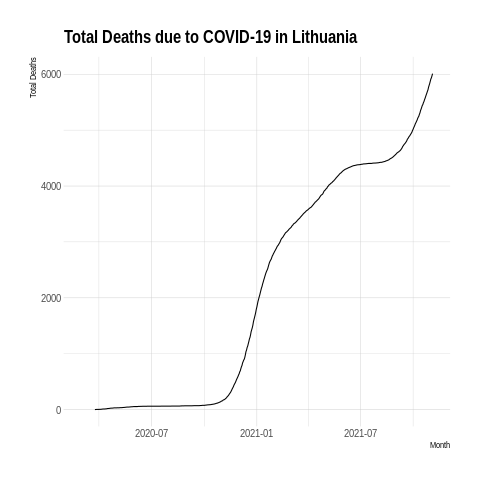 Total Deaths due to COVID-19 in Lithuania
Total Deaths
6000
4000
2000
0
2020-07 2021-01 2021-07
Month